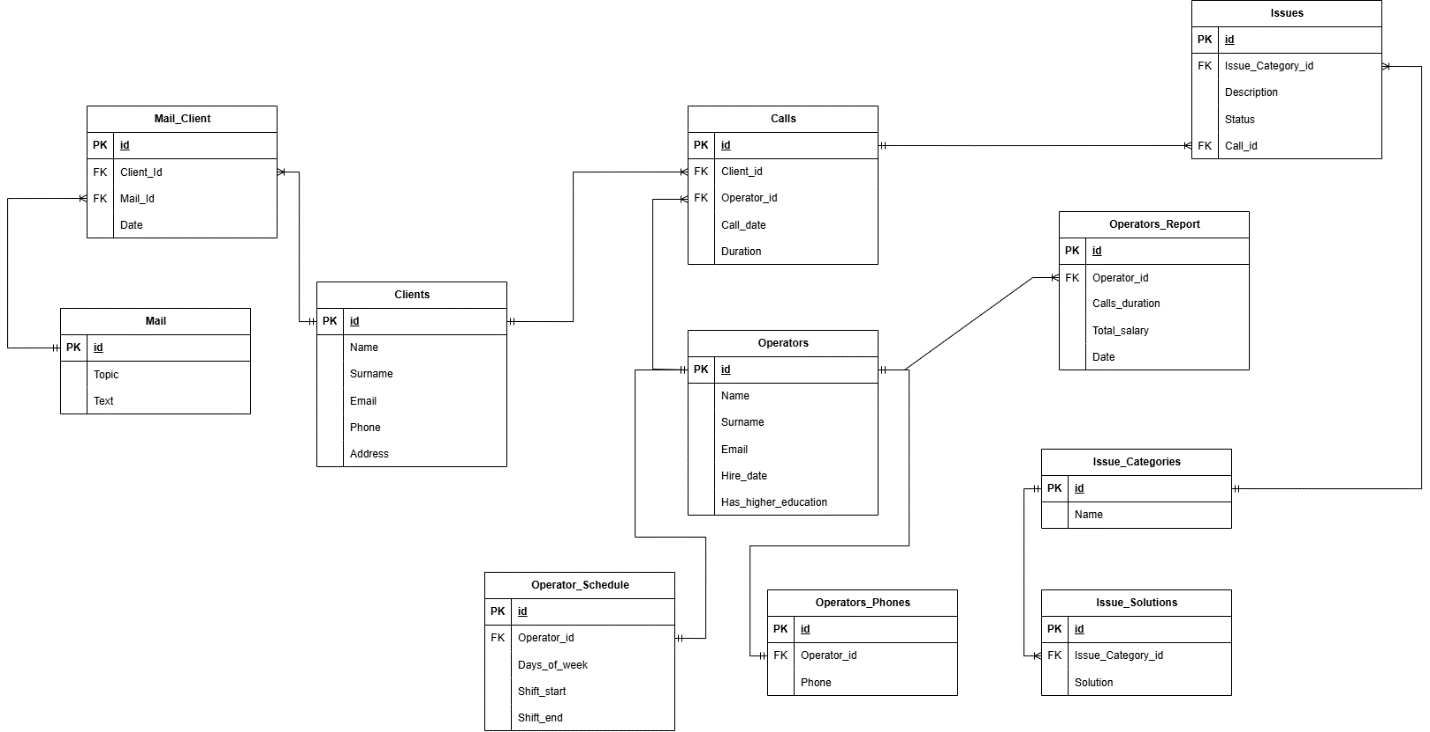 Issues
PK id
FK Issue_Category_id
Description
Status
FK Call_id
Mail_Client
PK id
FK Client_Id
FK Mail_Id
Date
Calls
PK id
FK Client_id
FK Operator_id
Call_date
Duration
Operators_Report
PK id
FK Operator_id
Calls_duration
Total_salary
Date
Clients
PK id
Name
Surname
Email
Phone
Address
Mail
PK id
Topic
Text
Operators
PK id
Name
Surname
Email
Hire_date
Has_higher_education
Issue_Categories
PK id
Name
Operator_Schedule
PK id
FK Operator_id
Days_of_week
Shift_start
Shift_end
Operators_Phones
PK id
FK Operator_id
Phone
Issue_Solutions
PK id
FK Issue_Category_id
Solution